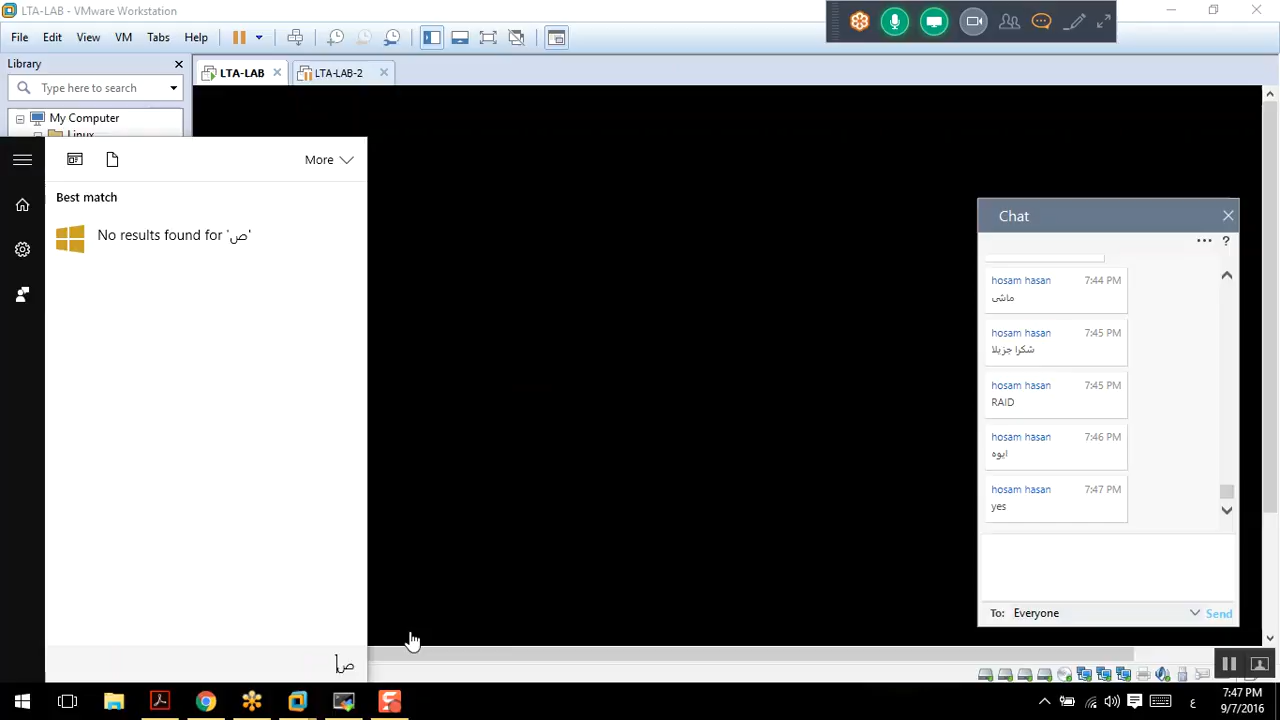 LTA-LAB - VMware Workstation
File Edit View VM Tabs Help
Library
Type here to search
LTA-LAB
LTA-LAB-2
My Computer
Linux
More
Best match
No results found for 'ص'
ص
Chat
hosam hasan 7:44 PM
ماشى
hosam hasan 7:45 PM
شكرا جزيلا
hosam hasan 7:45 PM
RAID
hosam hasan 7:46 PM
ايوه
hosam hasan 7:47 PM
yes
To: Everyone Send
ع
7:47 PM
9/7/2016